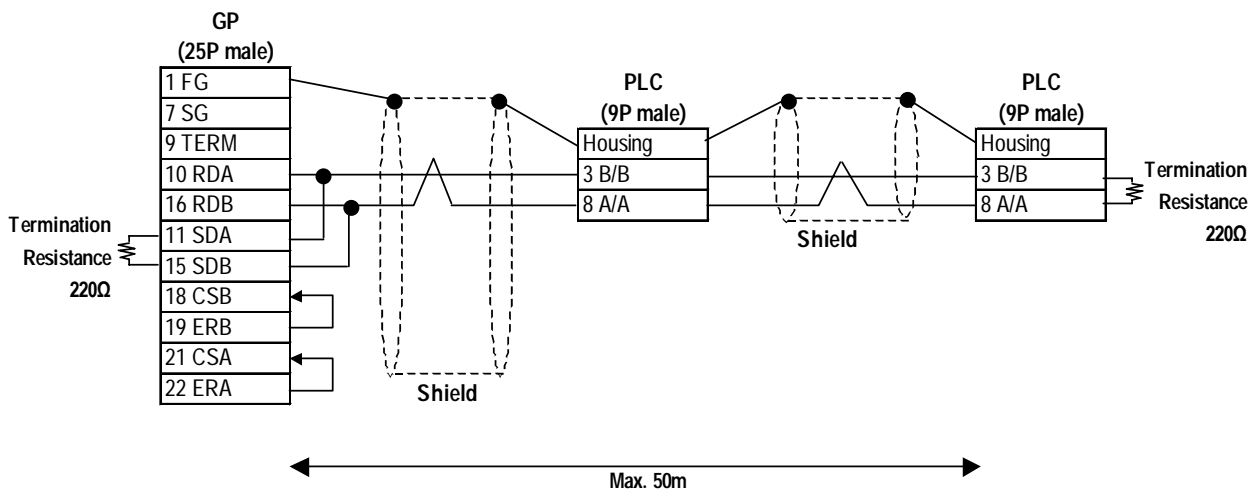 GP
(25P male)
1 FG
7 SG
9 TERM
10 RDA
16 RDB
11 SDA
15 SDB
18 CSB
19 ERB
21 CSA
22 ERA
Termination
Resistance
220Ω
Shield
PLC
(9P male)
Housing
3 B/B
8 A/A
Shield
PLC
(9P male)
Housing
3 B/B
8 A/A
Termination
Resistance
220Ω
Max. 50m